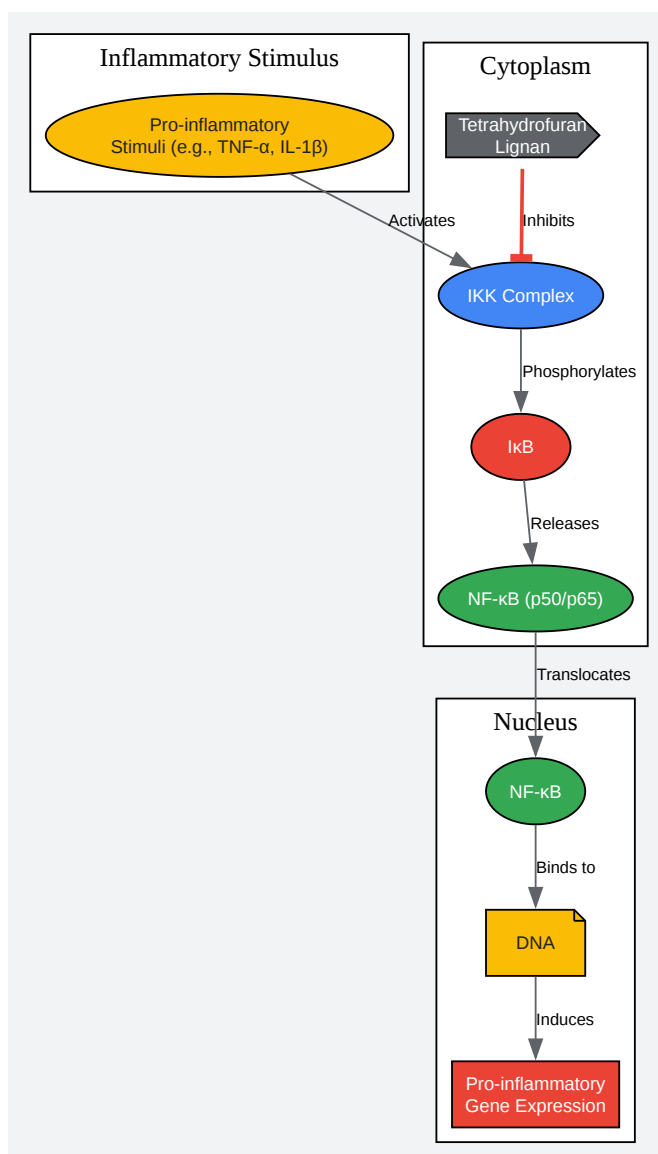 Inflammatory Stimulus
Pro-inflammatory
Stimuli (e.g., TNF-α, IL-1β)
Activates
Cytoplasm
Tetrahydrofuran
Lignan
Inhibits
IKK Complex
Phosphorylates
IκB
Releases
NF-κB (p50/p65)
Translocates
Nucleus
NF-κB
Binds to
DNA
Induces
Pro-inflammatory
Gene Expression